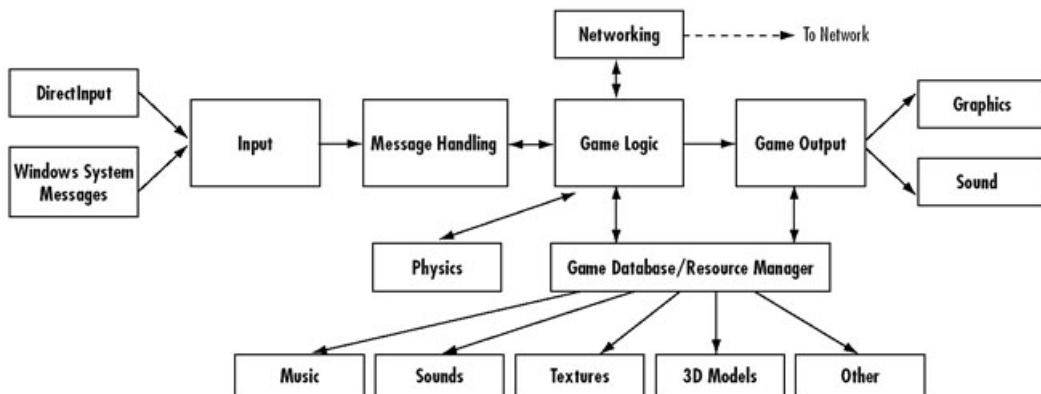 Networking
To Network
DirectInput
Graphics
Input
Message Handling
Game Logic
Game Output
Windows System
Messages
Sound
Physics
Game Database/Resource Manager
Music
Sounds
Textures
3D Models
Other